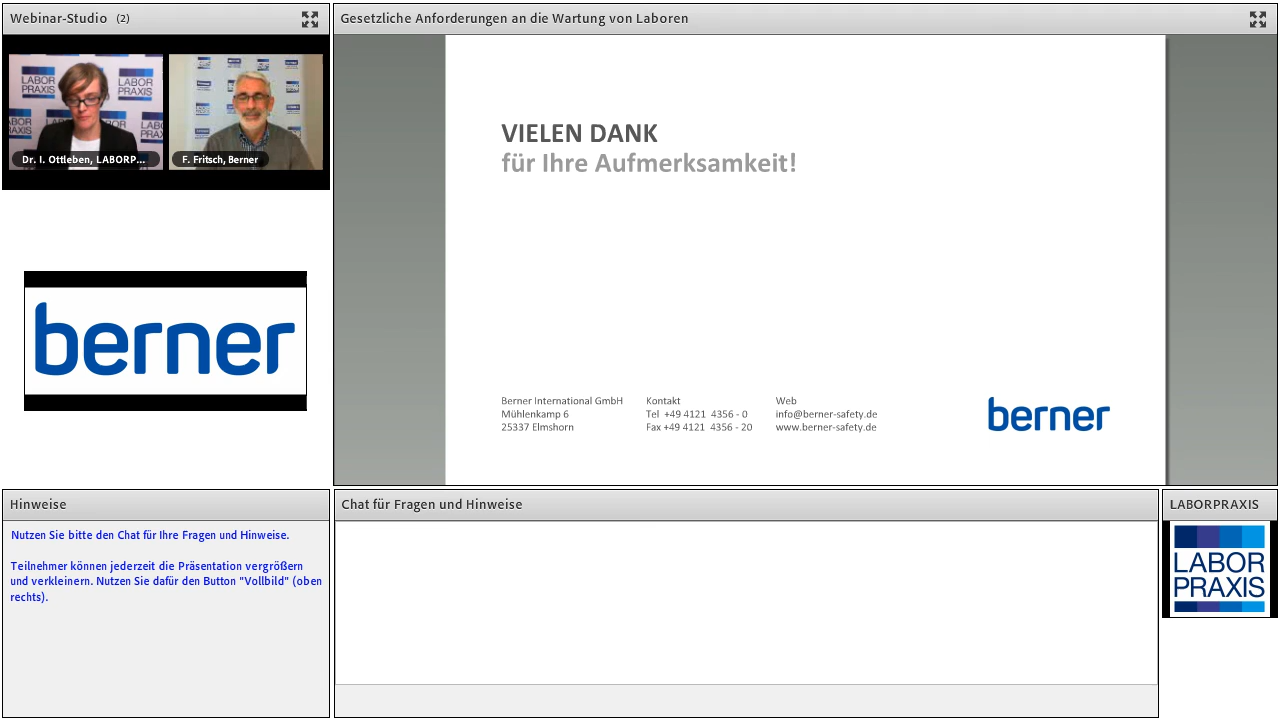 Webinar-Studio (2)
LABOR PRAXIS
LABOR PRAXIS
Dr. I. Ottleben, LABORP...
F. Fritsch, Berner
berner
Gesetzliche Anforderungen an die Wartung von Laboren
VIELEN DANK
für Ihre Aufmerksamkeit!
Berner International GmbH
Mühlenkamp 6
25337 Elmshorn
Kontakt
Tel +49 4121 4356 - 0
Fax +49 4121 4356 - 20
Web
info@berner-safety.de
www.berner-safety.de
berner
Hinweise
Nutzen Sie bitte den Chat für Ihre Fragen und Hinweise.
Teilnehmer können jederzeit die Präsentation vergrößern
und verkleinern. Nutzen Sie dafür den Button "Vollbild" (oben
rechts).
Chat für Fragen und Hinweise
LABORPRAXIS
LABOR
PRAXIS